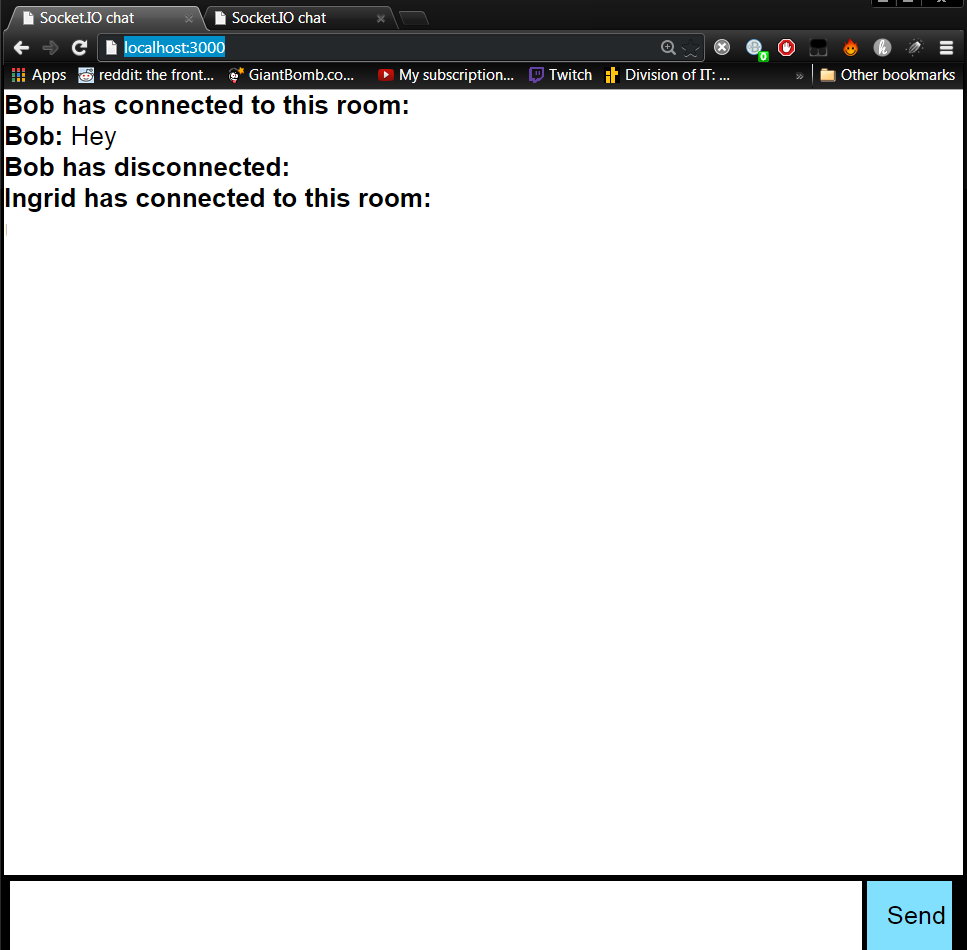 Socket.IO chat Socket.IO chat
localhost:3000
Apps reddit: the front... GiantBomb.co... My subscription... Twitch Division of IT: ... » Other bookmarks
Bob has connected to this room:
Bob: Hey
Bob has disconnected:
Ingrid has connected to this room:
Send